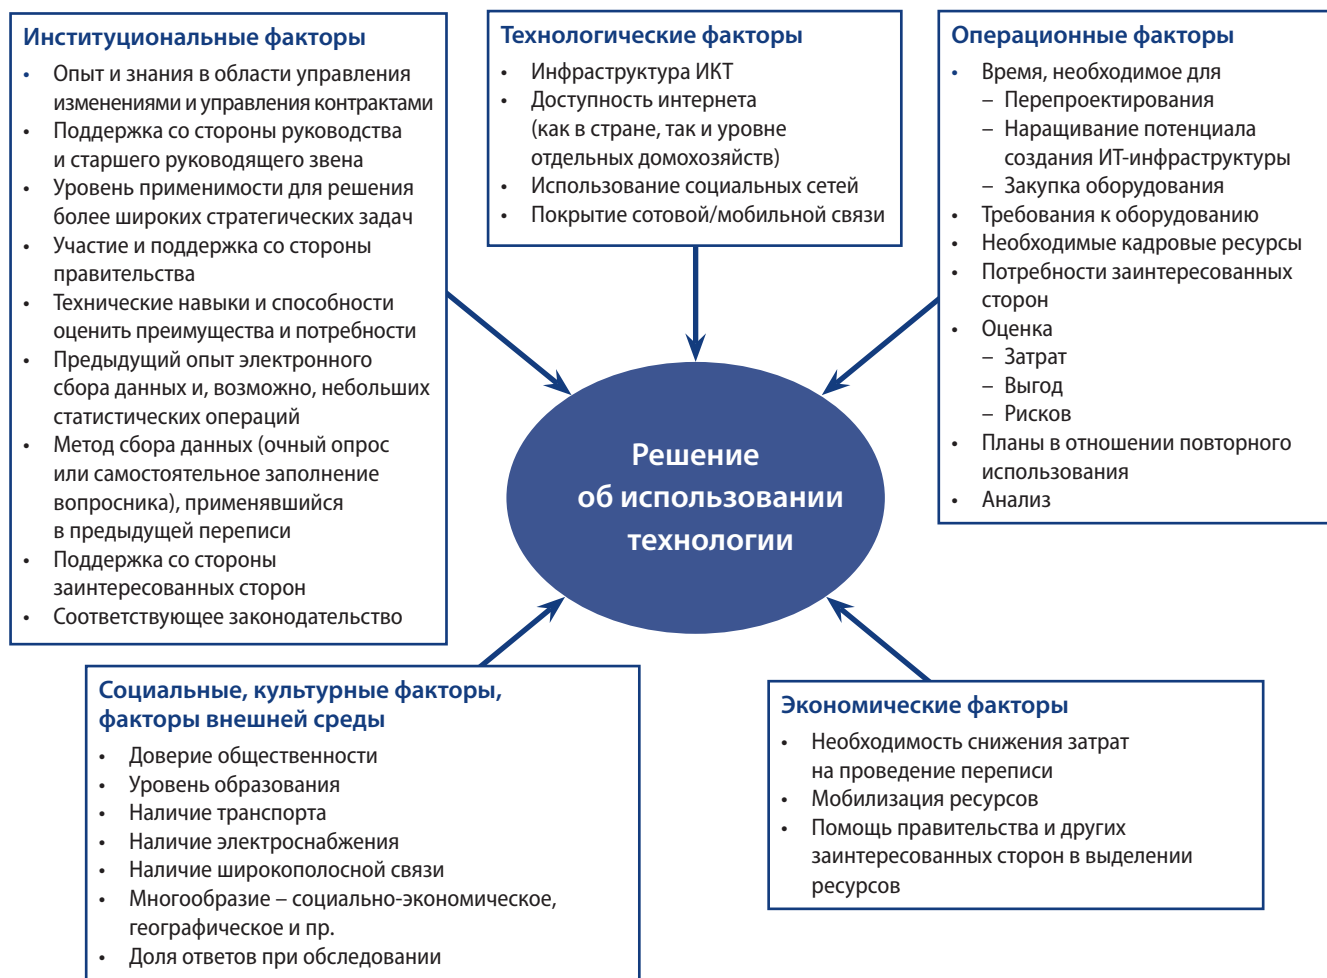 Институциональные факторы
• Опыт и знания в области управления
изменениями и управления контрактами
• Поддержка со стороны руководства
и старшего руководящего звена
• Уровень применимости для решения
более широких стратегических задач
• Участие и поддержка со стороны
правительства
• Технические навыки и способности
оценить преимущества и потребности
• Предыдущий опыт электронного
сбора данных и, возможно, небольших
статистических операций
• Метод сбора данных (очный опрос
или самостоятельное заполнение
вопросника), применявшийся
в предыдущей переписи
• Поддержка со стороны
заинтересованных сторон
• Соответствующее законодательство
Технологические факторы
• Инфраструктура ИКТ
• Доступность интернета
(как в стране, так и уровне
отдельных домохозяйств)
• Использование социальных сетей
• Покрытие сотовой/мобильной связи
Операционные факторы
• Время, необходимое для
– Перепроектирования
– Наращивание потенциала
создания ИТ-инфраструктуры
– Закупка оборудования
• Требования к оборудованию
• Необходимые кадровые ресурсы
• Потребности заинтересованных
сторон
• Оценка
– Затрат
– Выгод
– Рисков
• Планы в отношении повторного
использования
• Анализ
Решение
об использовании
технологии
Социальные, культурные факторы,
факторы внешней среды
• Доверие общественности
• Уровень образования
• Наличие транспорта
• Наличие электроснабжения
• Наличие широкополосной связи
• Многообразие – социально-экономическое,
географическое и пр.
• Доля ответов при обследовании
Экономические факторы
• Необходимость снижения затрат
на проведение переписи
• Мобилизация ресурсов
• Помощь правительства и других
заинтересованных сторон в выделении
ресурсов